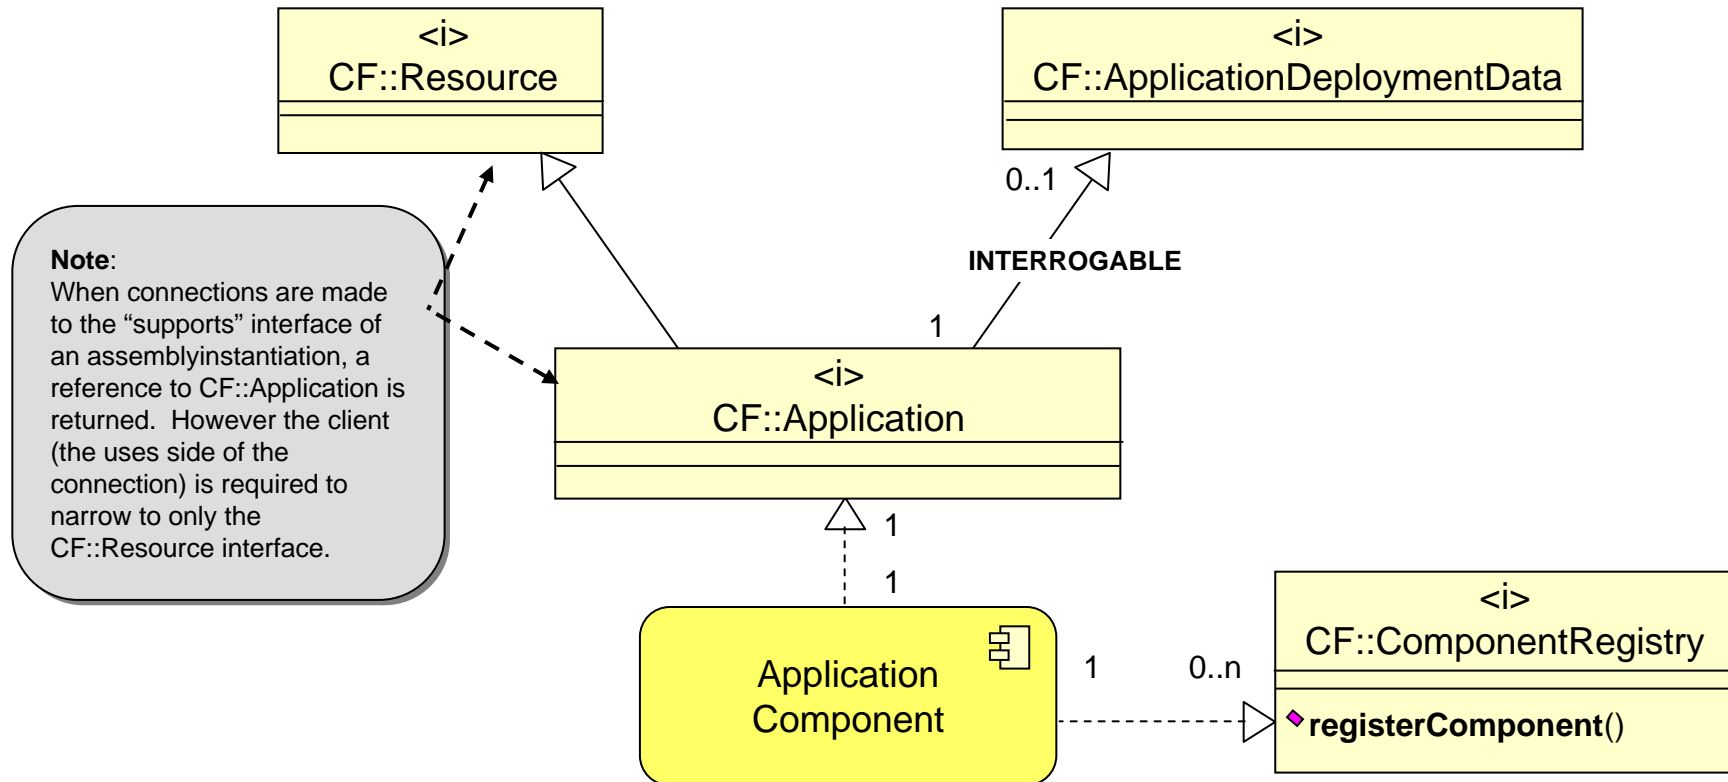 <i>
CF::Resource
<i>
CF::ApplicationDeploymentData
0..1
INTERROGABLE
1
Note:
When connections are made
to the “supports” interface of
an assemblyinstantiation, a
reference to CF::Application is
returned.  However the client
(the uses side of the
connection) is required to
narrow to only the
CF::Resource interface.
<i>
CF::Application
1
1
Application
Component
1
0..n
<i>
CF::ComponentRegistry
registerComponent()